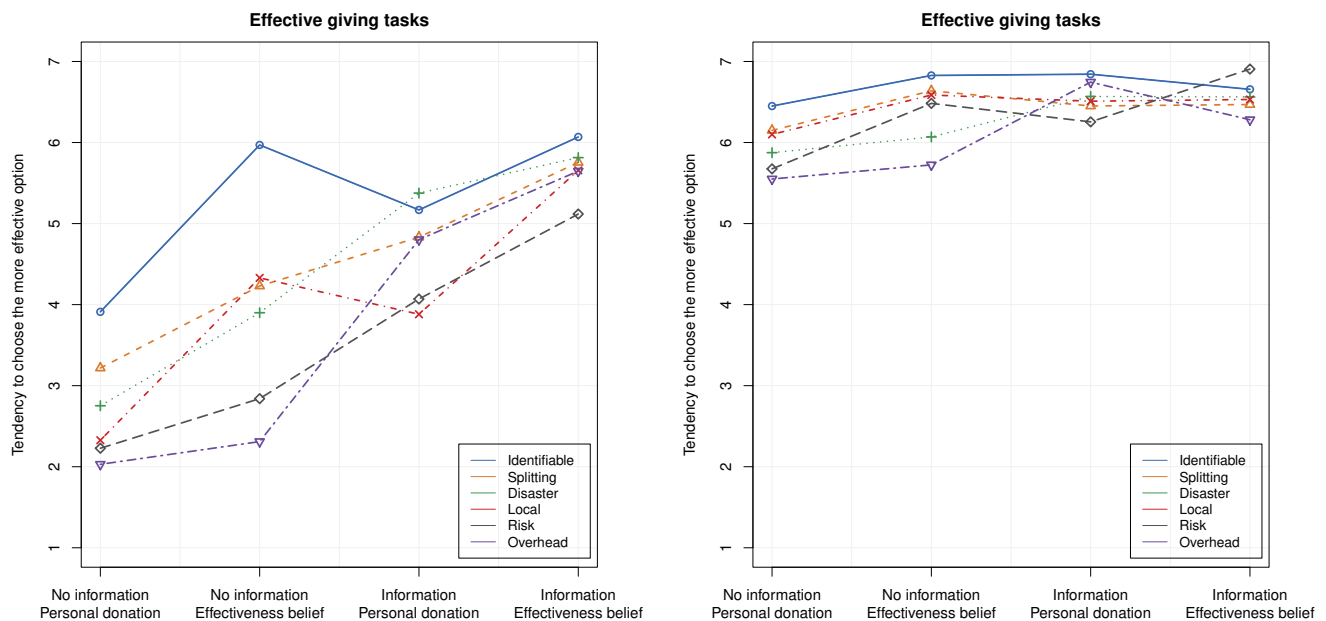 Effective giving tasks
Tendency to choose the more effective option
7
6
5
4
3
2
1
Identifiable
Splitting
Disaster
Local
Risk
Overhead
No information
Personal donation
No information
Effectiveness belief
Information
Personal donation
Information
Effectiveness belief
Effective giving tasks
Tendency to choose the more effective option
7
6
5
4
3
2
1
Identifiable
Splitting
Disaster
Local
Risk
Overhead
No information
Personal donation
No information
Effectiveness belief
Information
Personal donation
Information
Effectiveness belief